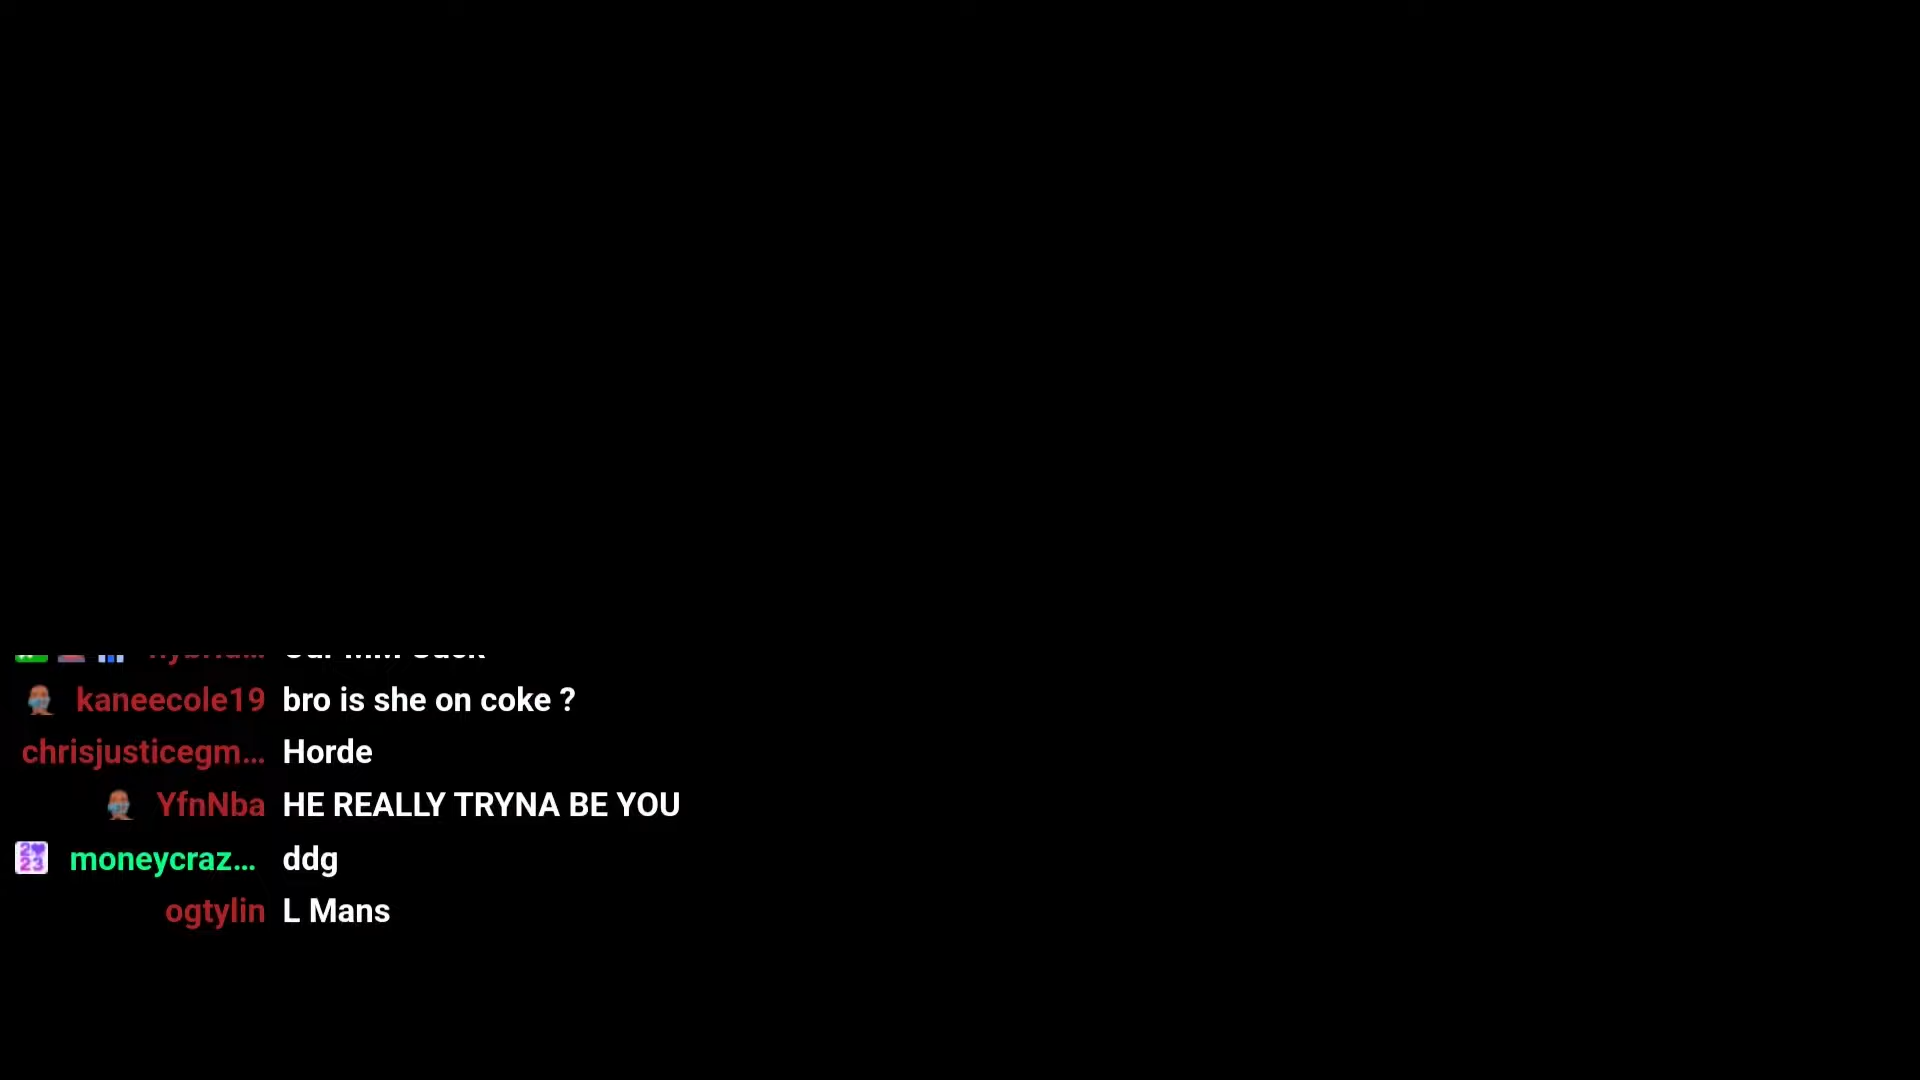 kaneecole19 bro is she on coke ?
chrisjusticegm... Horde
YfnNba HE REALLY TRYNA BE YOU
moneycraz... ddg
ogtylin L Mans